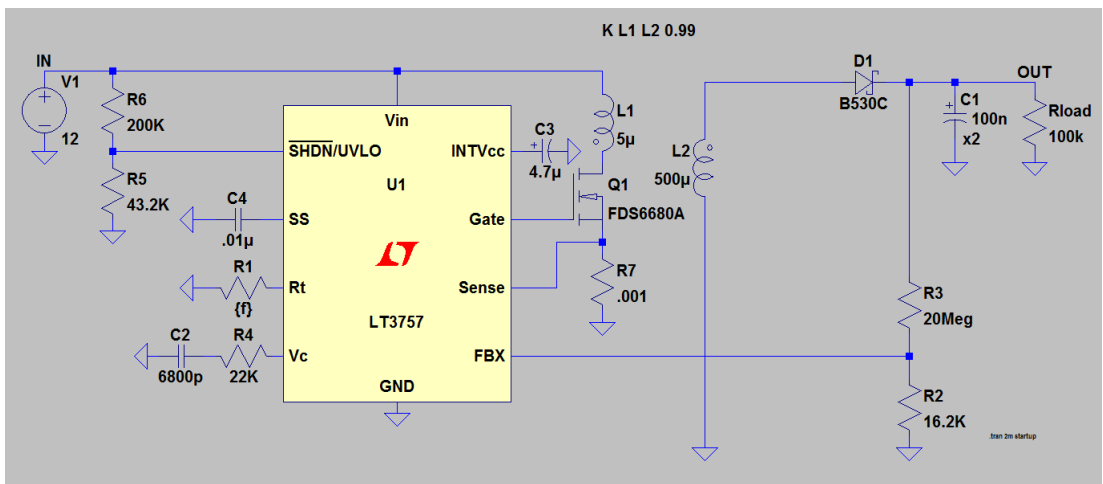 K L1 L2 0.99
IN
V1
12
R6
200K
R5
43.2K
C4
.01µ
R1
{f}
C2
6800p
R4
22K
Vin
SHDN/UVLO
INTVcc
U1
SS
Gate
Rt
Sense
LT3757
Vc
FBX
GND
C3
4.7µ
L1
5µ
Q1
FDS6680A
R7
.001
L2
500µ
D1
B530C
OUT
C1
100n
x2
Rload
100k
R3
20Meg
R2
16.2K
.tran 2m startup